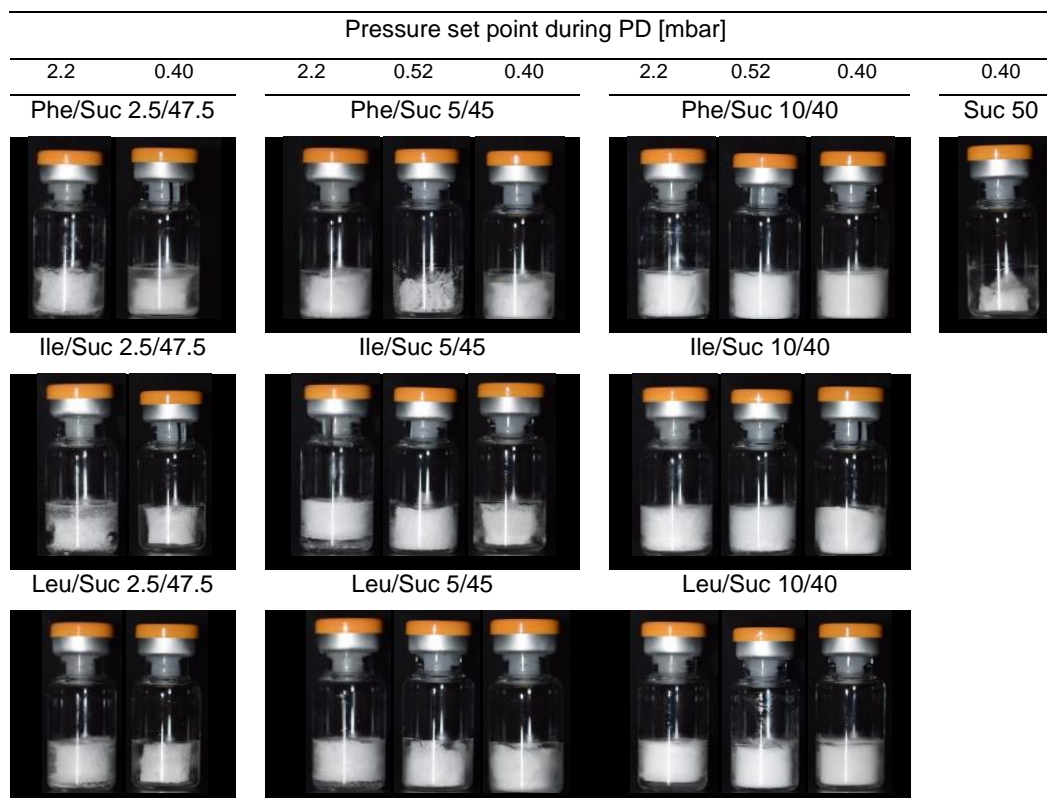 Pressure set point during PD [mbar]
2.2 0.40 2.2 0.52 0.40 2.2 0.52 0.40 0.40
Phe/Suc 2.5/47.5 Phe/Suc 5/45 Phe/Suc 10/40 Suc 50
Ile/Suc 2.5/47.5 Ile/Suc 5/45 Ile/Suc 10/40
Leu/Suc 2.5/47.5 Leu/Suc 5/45 Leu/Suc 10/40